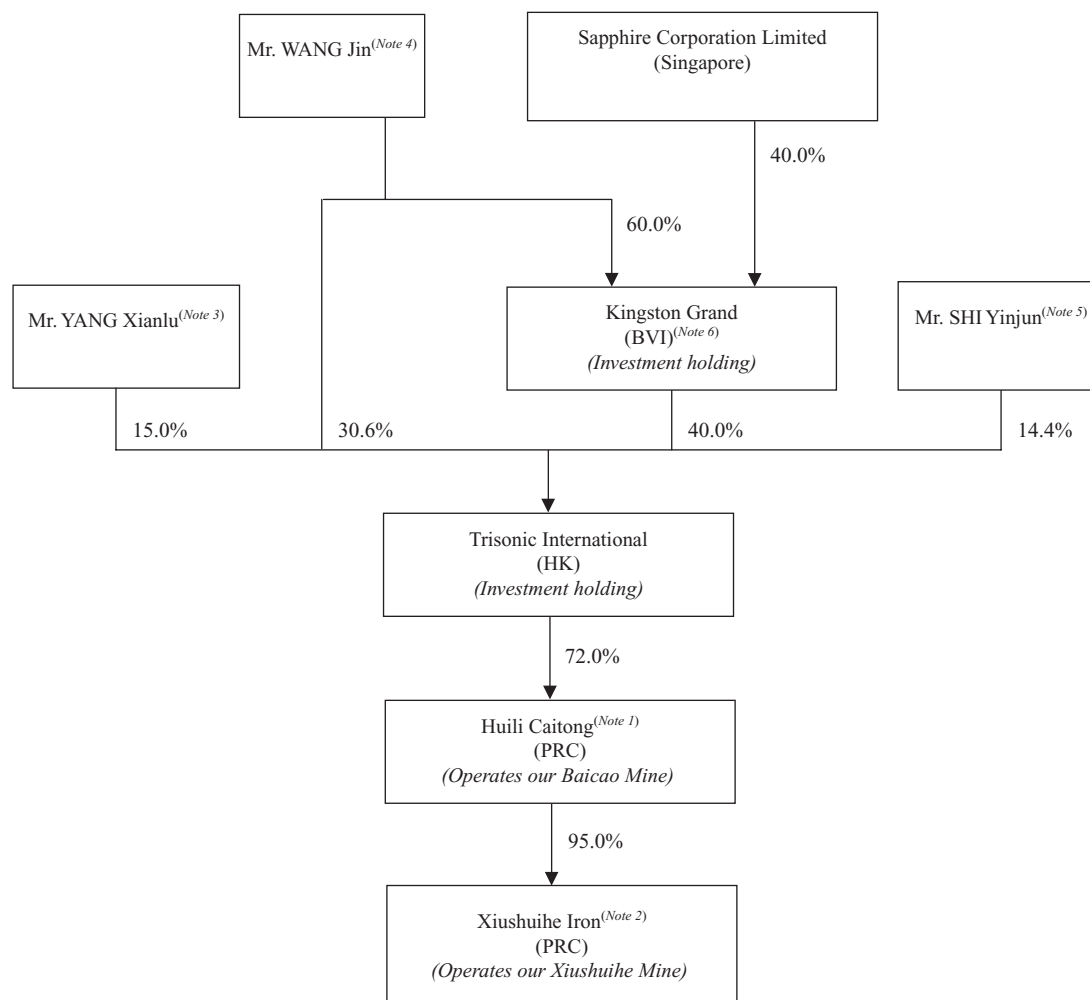 Mr. WANG Jin(Note 4)
Sapphire Corporation Limited
(Singapore)
40.0%
60.0%
Mr. YANG Xianlu(Note 3)
Kingston Grand
(BVI)(Note 6)
(Investment holding)
Mr. SHI Yinjun(Note 5)
15.0%
30.6%
40.0%
14.4%
Trisonic International
(HK)
(Investment holding)
72.0%
Huili Caitong(Note 1)
(PRC)
(Operates our Baicao Mine)
95.0%
Xiushuihe Iron(Note 2)
(PRC)
(Operates our Xiushuihe Mine)